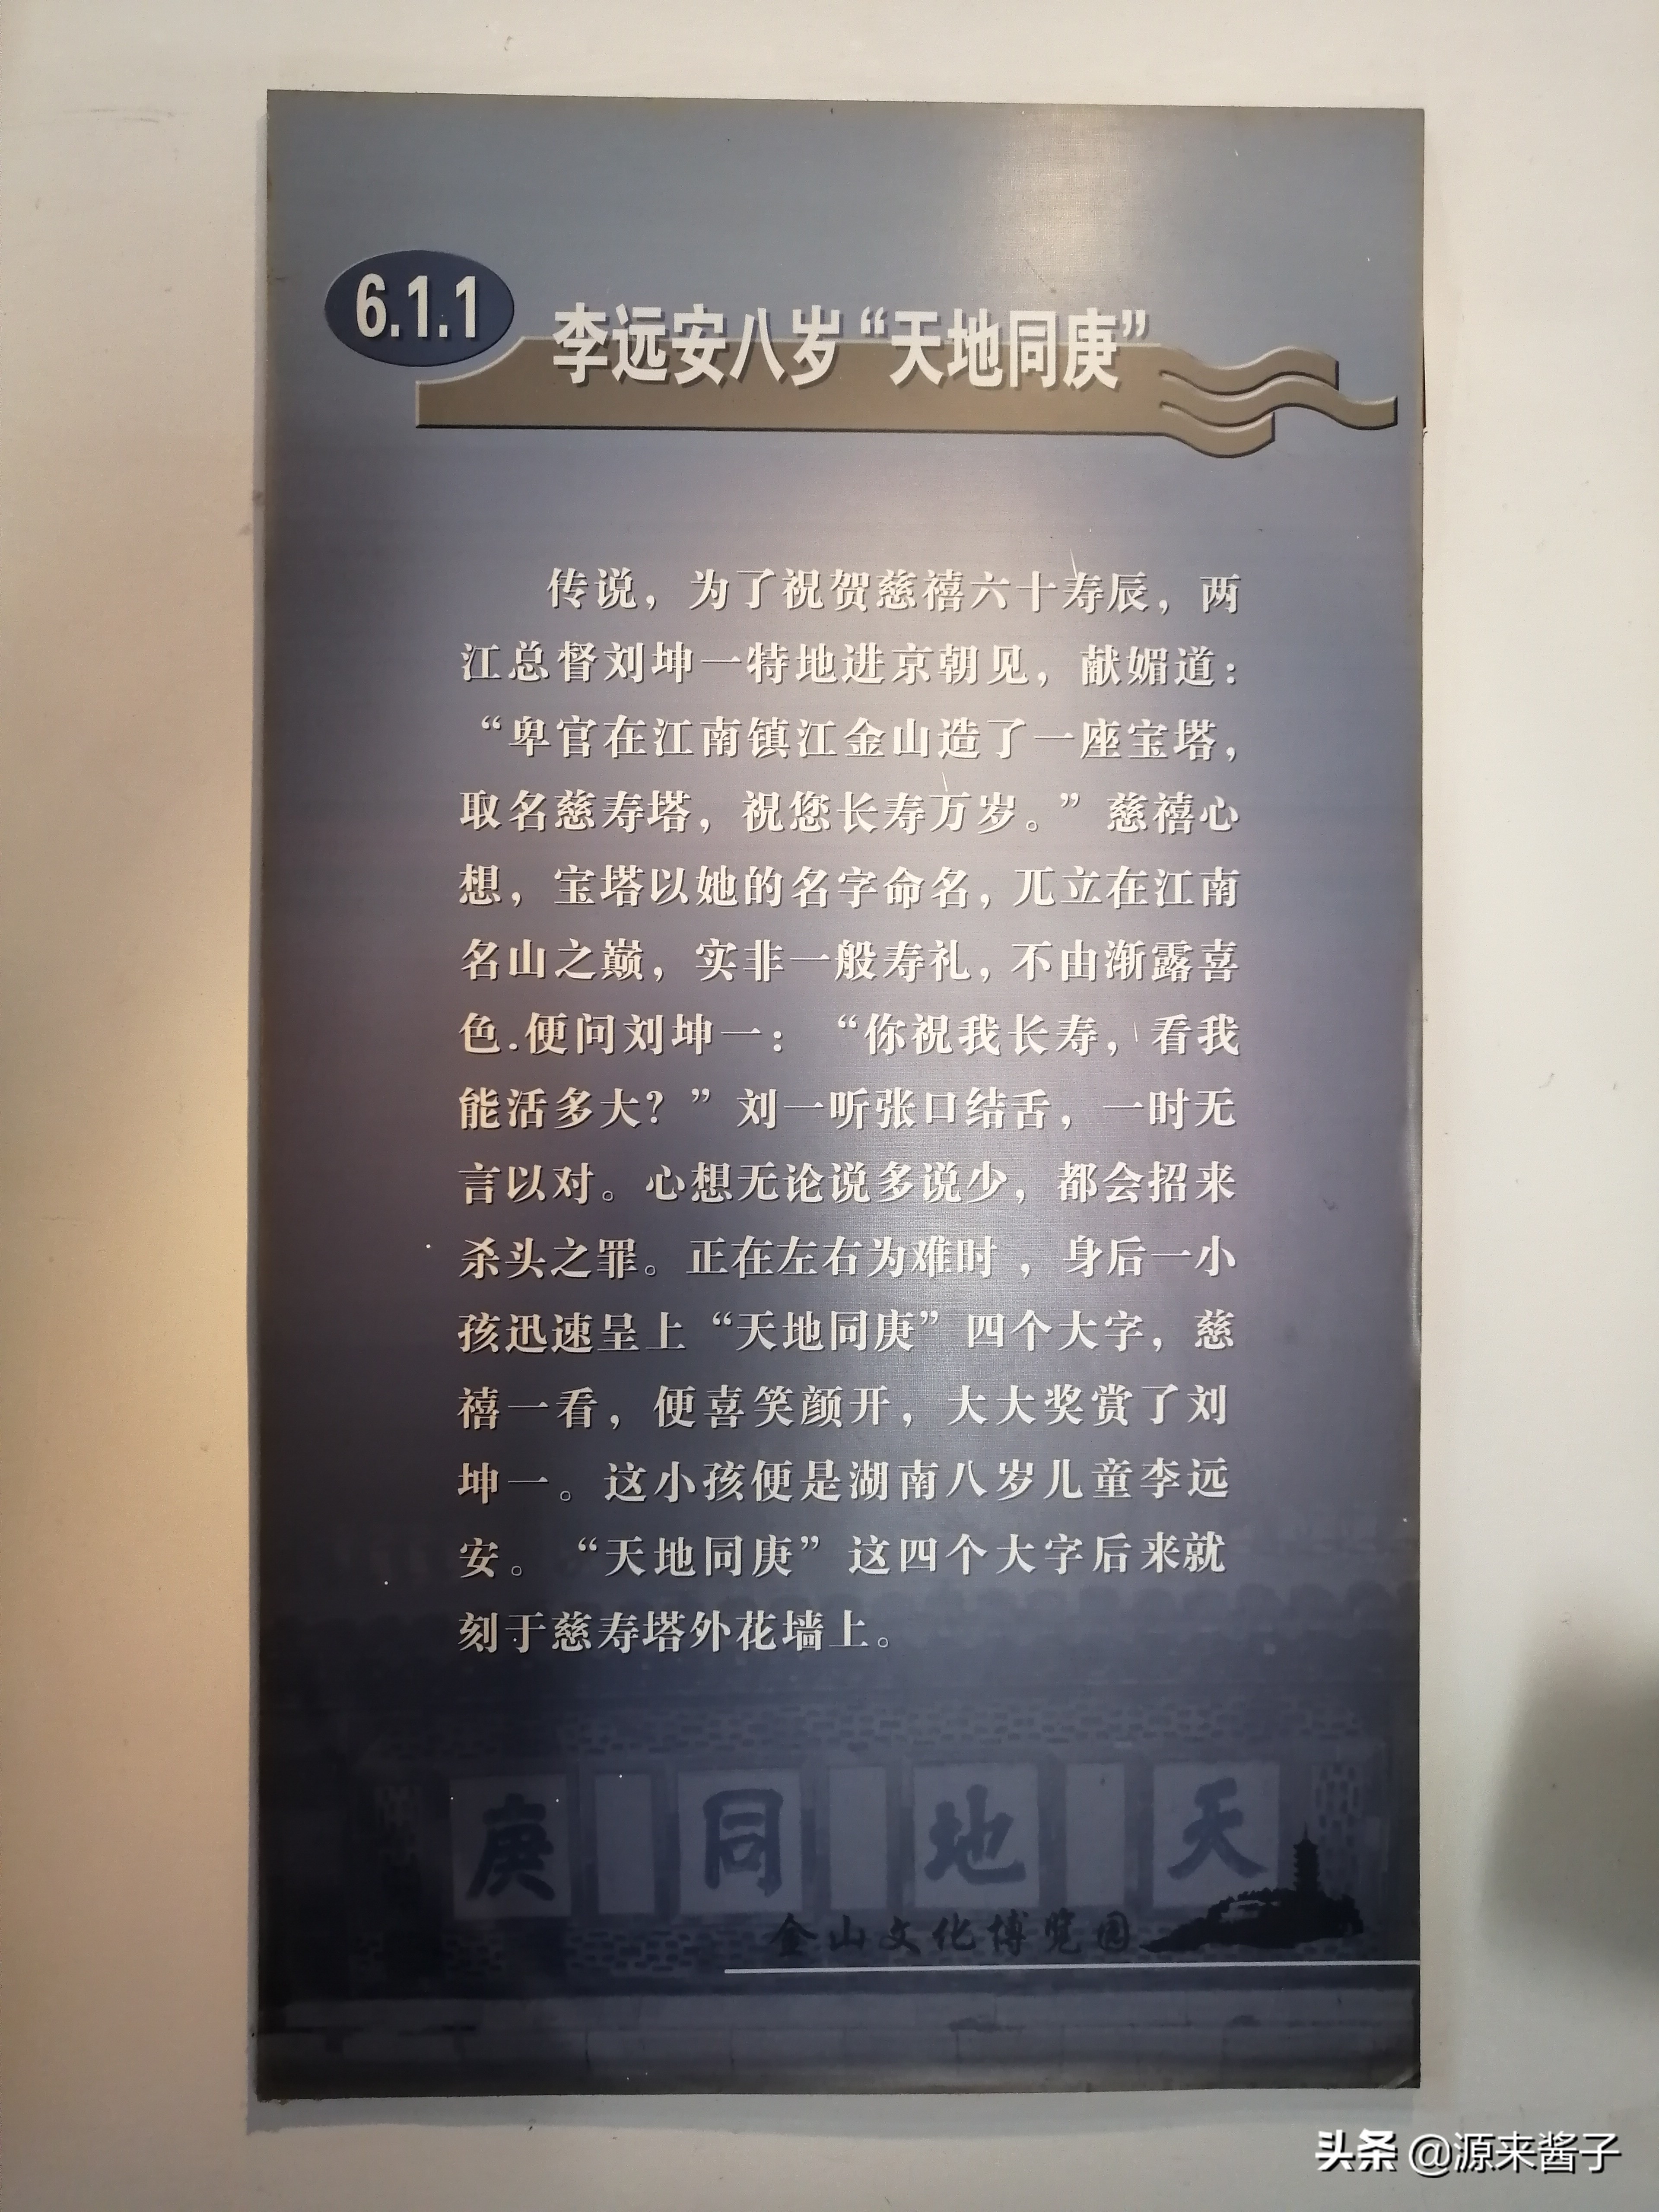 6.1.1
李远安八岁“天地同庚”
传说，为了祝贺慈禧六十寿辰，两
江总督刘坤一特地进京朝见，献媚道：
“卑官在江南镇江金山造了一座宝塔，
取名慈寿塔，祝您长寿万岁。”慈禧心
想，宝塔以她的名字命名，兀立在江南
名山之巅，实非一般寿礼，不由渐露喜
色.便问刘坤一：“你祝我长寿，看我
能活多大？”刘一听张口结舌，一时无
言以对。心想无论说多说少，都会招来
杀头之罪。正在左右为难时，身后一小
孩迅速呈上“天地同庚”四个大字，慈
禧一看，便喜笑颜开，大大奖赏了刘
坤一。这小孩便是湖南八岁儿童李远
安。“天地同庚”这四个大字后来就
刻于慈寿塔外花墙上。
庚同地天
金山文化博览园
头条 @源来酱子